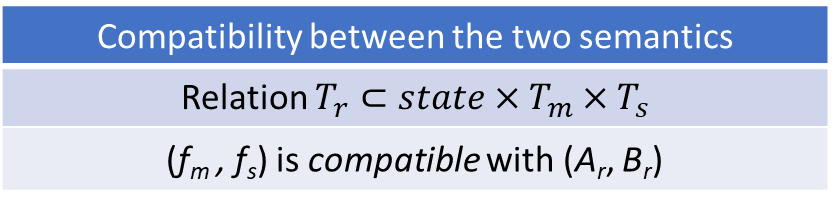 Compatibility between the two semantics
Relation T_r ⊂ state × T_m × T_s
(f_m , f_s) is compatible with (A_r, B_r)